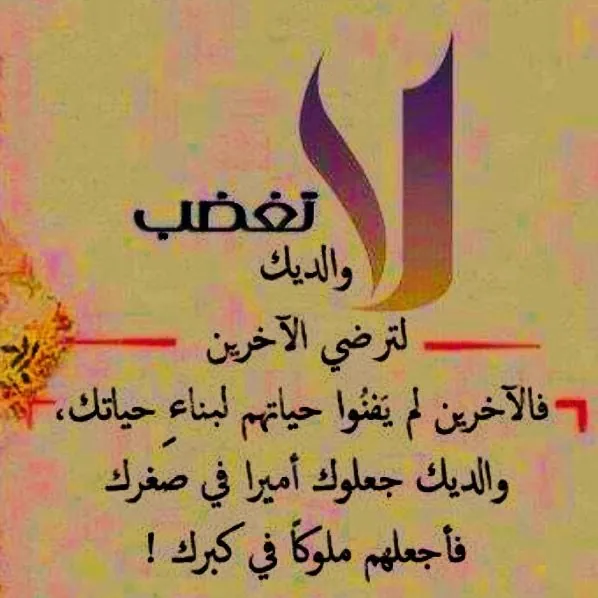 لا تغضب
والديك
لترضي الآخرين
فالآخرين لم يَفنُوا حياتهم لبناءِ حياتك،
والديك جعلوك أميرا في صغرك
فأجعلهم ملوكاً في كبرك !